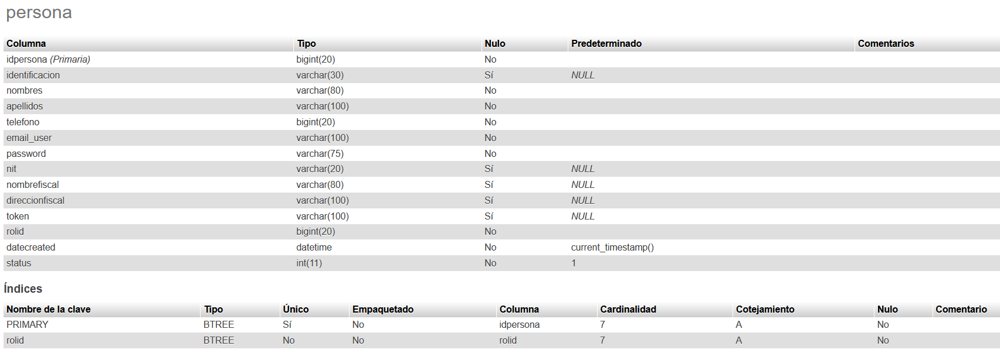 persona
Columna Tipo Nulo Predeterminado Comentarios
idpersona (Primaria) bigint(20) No
identificacion varchar(30) Sí NULL
nombres varchar(80) No
apellidos varchar(100) No
telefono bigint(20) No
email_user varchar(100) No
password varchar(75) No
nit varchar(20) Sí NULL
nombrefiscal varchar(80) Sí NULL
direccionfiscal varchar(100) Sí NULL
token varchar(100) Sí NULL
rolid bigint(20) No
datecreated datetime No current_timestamp()
status int(11) No 1
Índices
Nombre de la clave Tipo Único Empaquetado Columna Cardinalidad Cotejamiento Nulo Comentario
PRIMARY BTREE Sí No idpersona 7 A No
rolid BTREE No No rolid 7 A No